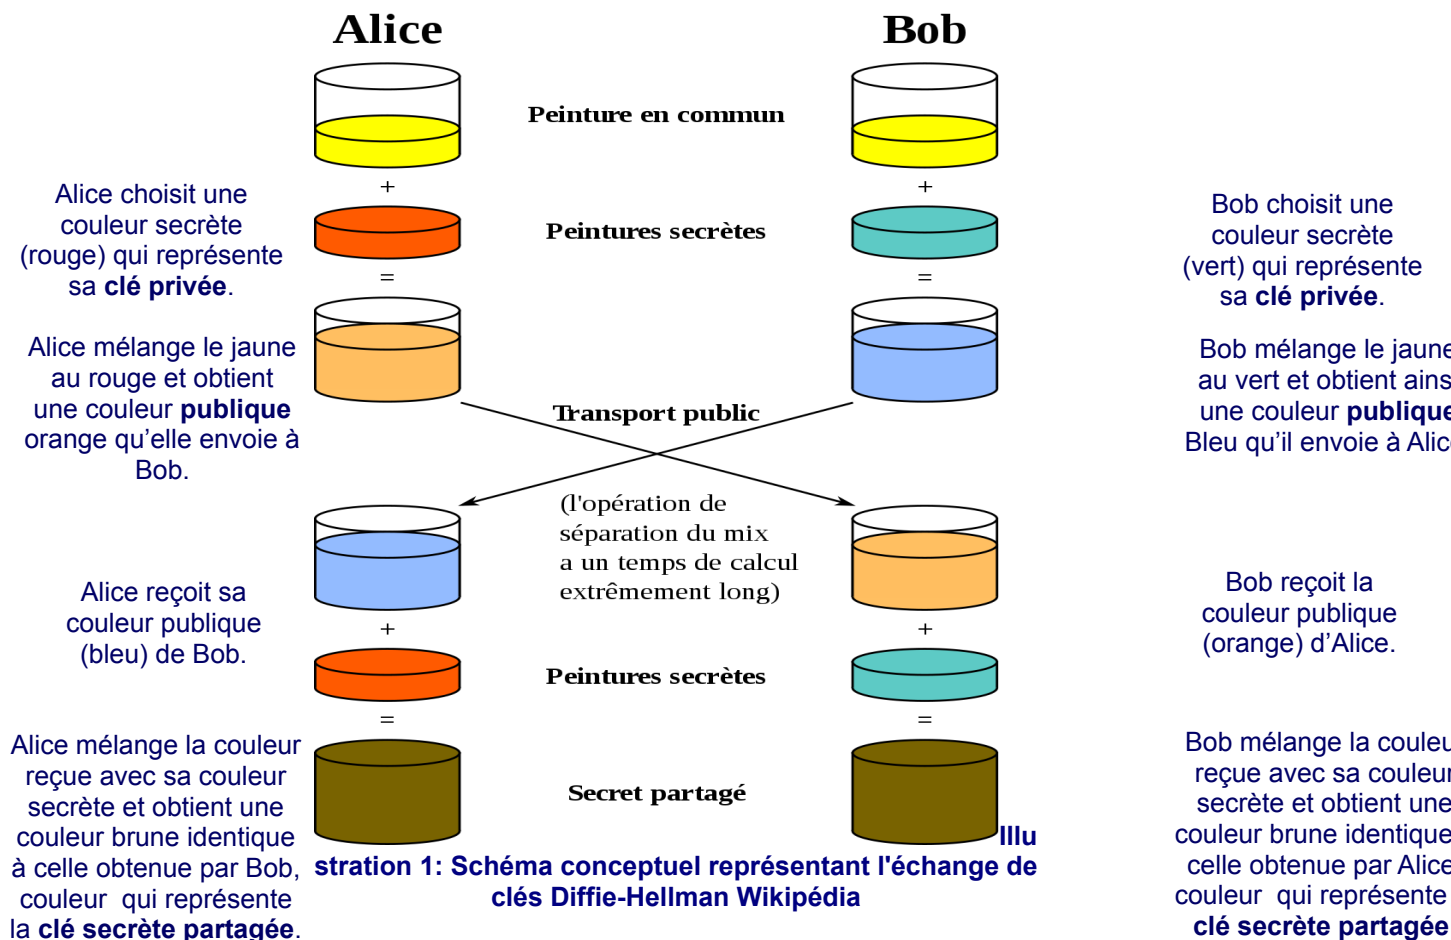 Alice
Bob
Peinture en commun
+
+
Alice choisit une
couleur secrète
(rouge) qui représente
sa clé privée.
Peintures secrètes
Bob choisit une
couleur secrète
(vert) qui représente
sa clé privée.
=
=
Alice mélange le jaune
au rouge et obtient
une couleur publique
orange qu’elle envoie à
Bob.
Bob mélange le jaune
au vert et obtient ains
une couleur publique
Bleu qu’il envoie à Alic
Transport public
(l'opération de
séparation du mix
a un temps de calcul
extrêmement long)
Alice reçoit sa
couleur publique
(bleu) de Bob.
Bob reçoit la
couleur publique
(orange) d’Alice.
+
+
Peintures secrètes
=
=
Alice mélange la couleur
reçue avec sa couleur
secrète et obtient une
couleur brune identique
à celle obtenue par Bob,
couleur qui représente
la clé secrète partagée.
Secret partagé
Bob mélange la couleu
reçue avec sa couleur
secrète et obtient une
couleur brune identique
celle obtenue par Alice
couleur qui représente
clé secrète partagée
Illu
stration 1: Schéma conceptuel représentant l'échange de
clés Diffie-Hellman Wikipédia